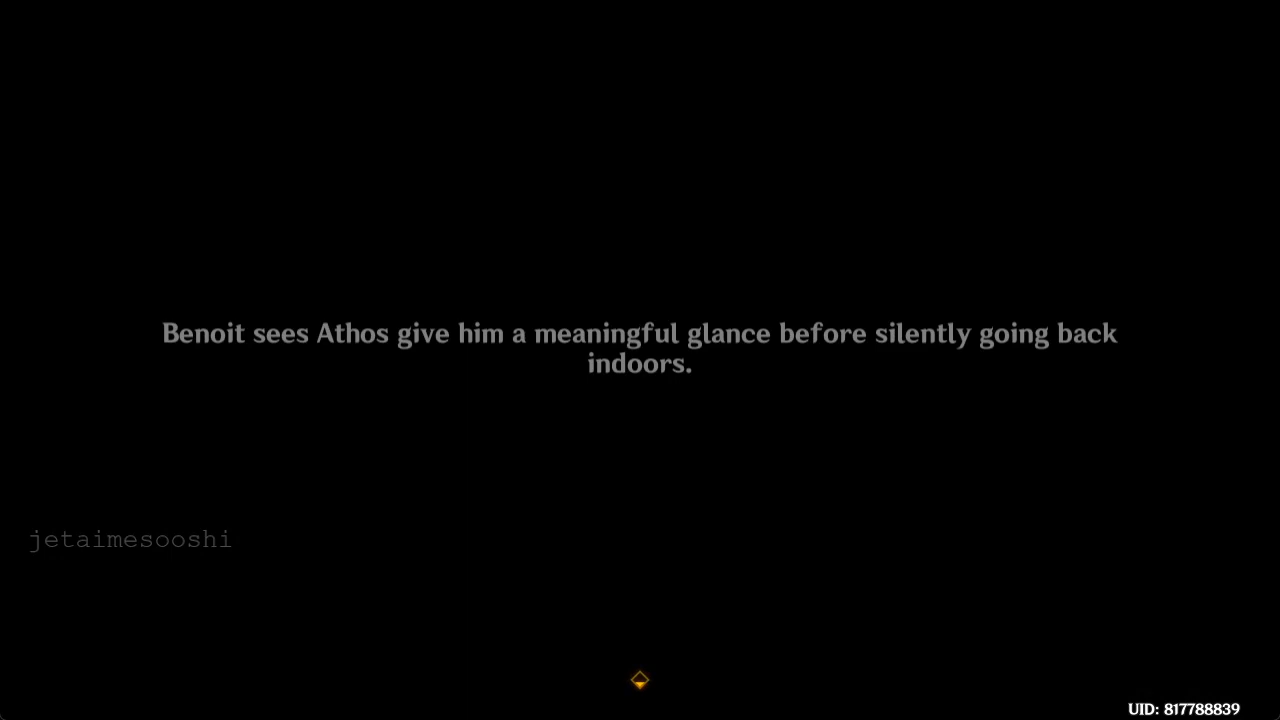 Benoit sees Athos give him a meaningful glance before silently going back
indoors.
jetaimesooshi
UID: 817788839